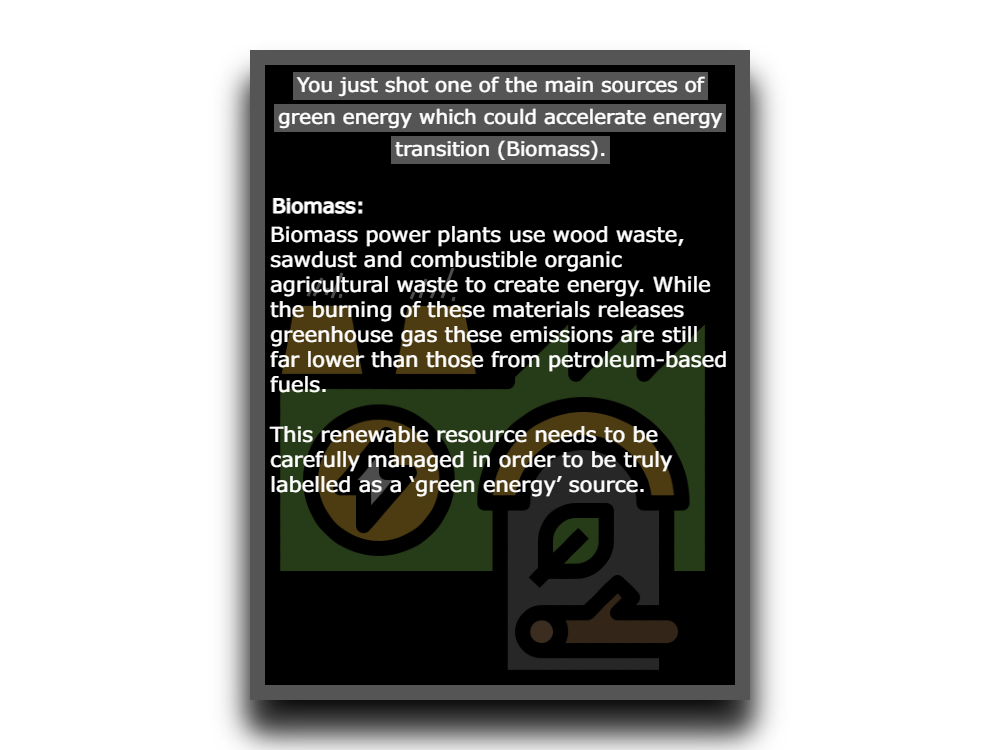 You just shot one of the main sources of
green energy which could accelerate energy
transition (Biomass).
Biomass:
Biomass power plants use wood waste,
sawdust and combustible organic
agricultural waste to create energy. While
the burning of these materials releases
greenhouse gas these emissions are still
far lower than those from petroleum-based
fuels.
This renewable resource needs to be
carefully managed in order to be truly
labelled as a ‘green energy’ source.